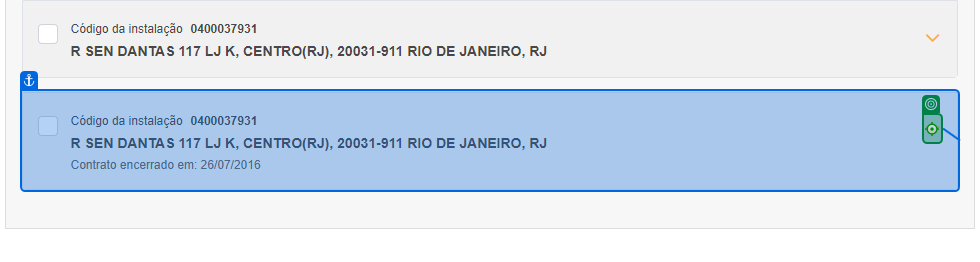 Código da instalação 0400037931
R SEN DANTAS 117 LJ K, CENTRO(RJ), 20031-911 RIO DE JANEIRO, RJ
Código da instalação 0400037931
R SEN DANTAS 117 LJ K, CENTRO(RJ), 20031-911 RIO DE JANEIRO, RJ
Contrato encerrado em: 26/07/2016